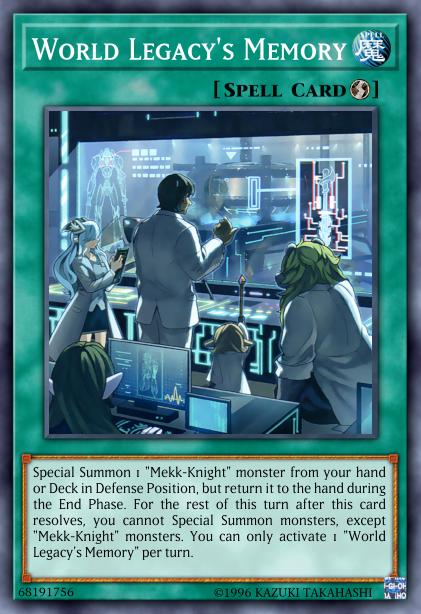 WORLD LEGACY'S MEMORY
SPELL
魔
[SPELL CARD]
Special Summon 1 "Mekk-Knight" monster from your hand
or Deck in Defense Position, but return it to the hand during
the End Phase. For the rest of this turn after this card
resolves, you cannot Special Summon monsters, except
"Mekk-Knight" monsters. You can only activate 1 "World
Legacy's Memory" per turn.
68191756
©1996 KAZUKI TAKAHASHI